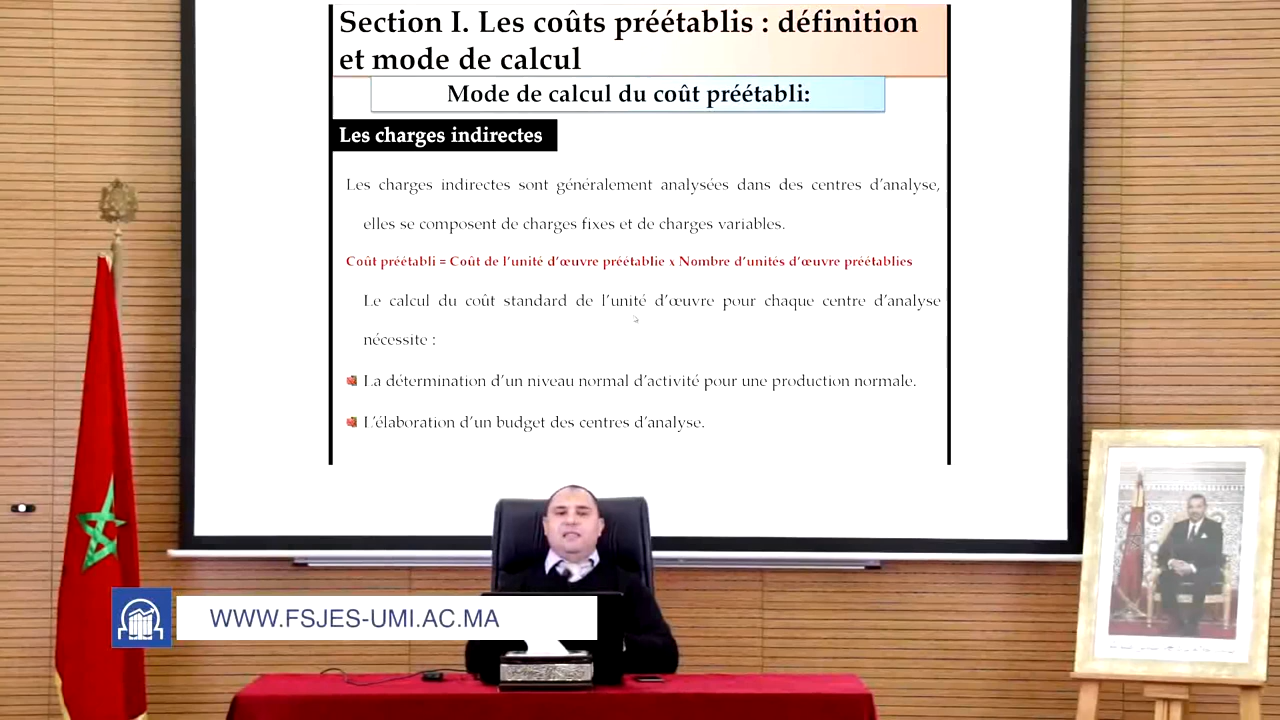 Section I. Les coûts préétablis : définition
et mode de calcul
Mode de calcul du coût préétabli:
Les charges indirectes
Les charges indirectes sont généralement analysées dans des centres d'analyse,
elles se composent de charges fixes et de charges variables.
Coût préétabli = Coût de l'unité d'œuvre préétablie x Nombre d'unités d'œuvre préétablies
Le calcul du coût standard de l'unité d'œuvre pour chaque centre d'analyse
nécessite :
La détermination d'un niveau normal d'activité pour une production normale.
L'élaboration d'un budget des centres d'analyse.
WWW.FSJES-UMI.AC.MA